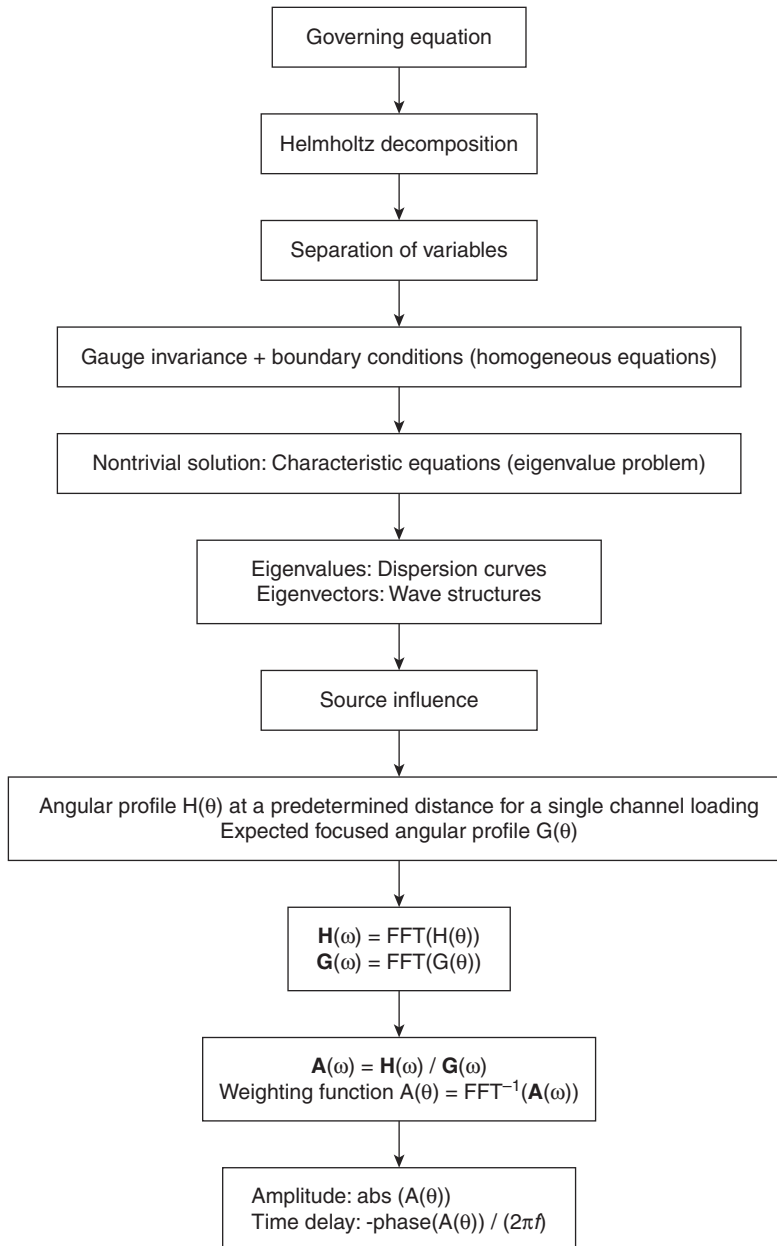 Governing equation
Helmholtz decomposition
Separation of variables
Gauge invariance + boundary conditions (homogeneous equations)
Nontrivial solution: Characteristic equations (eigenvalue problem)
Eigenvalues: Dispersion curves
Eigenvectors: Wave structures
Source influence
Angular profile H(θ) at a predetermined distance for a single channel loading
Expected focused angular profile G(θ)
H(ω) = FFT(H(θ))
G(ω) = FFT(G(θ))
A(ω) = H(ω) / G(ω)
Weighting function A(θ) = FFT⁻¹(A(ω))
Amplitude: abs (A(θ))
Time delay: -phase(A(θ)) / (2πf)